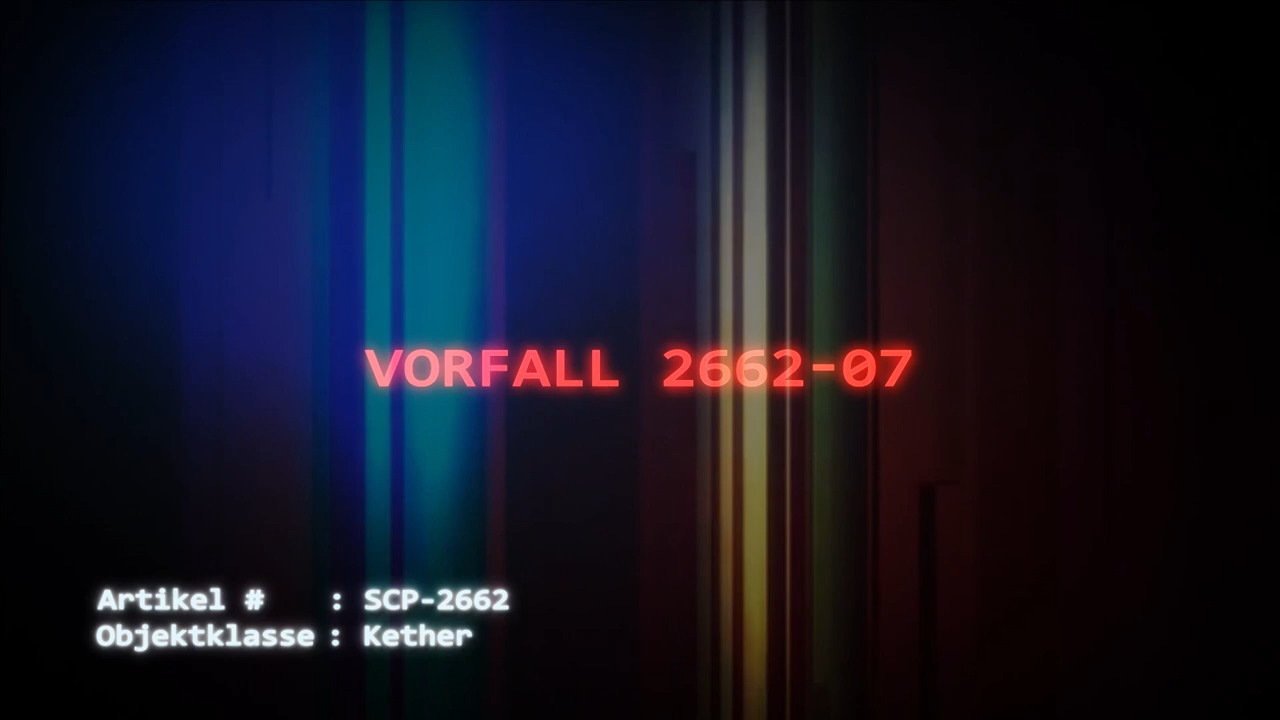 VORFALL 2662-07
Artikel # : SCP-2662
Objektklasse : Kether